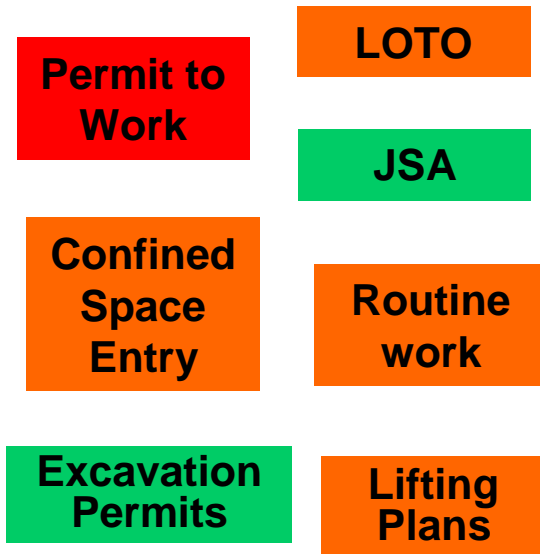 Permit to
Work
LOTO
JSA
Confined
Space
Entry
Routine
work
Excavation
Permits
Lifting
Plans